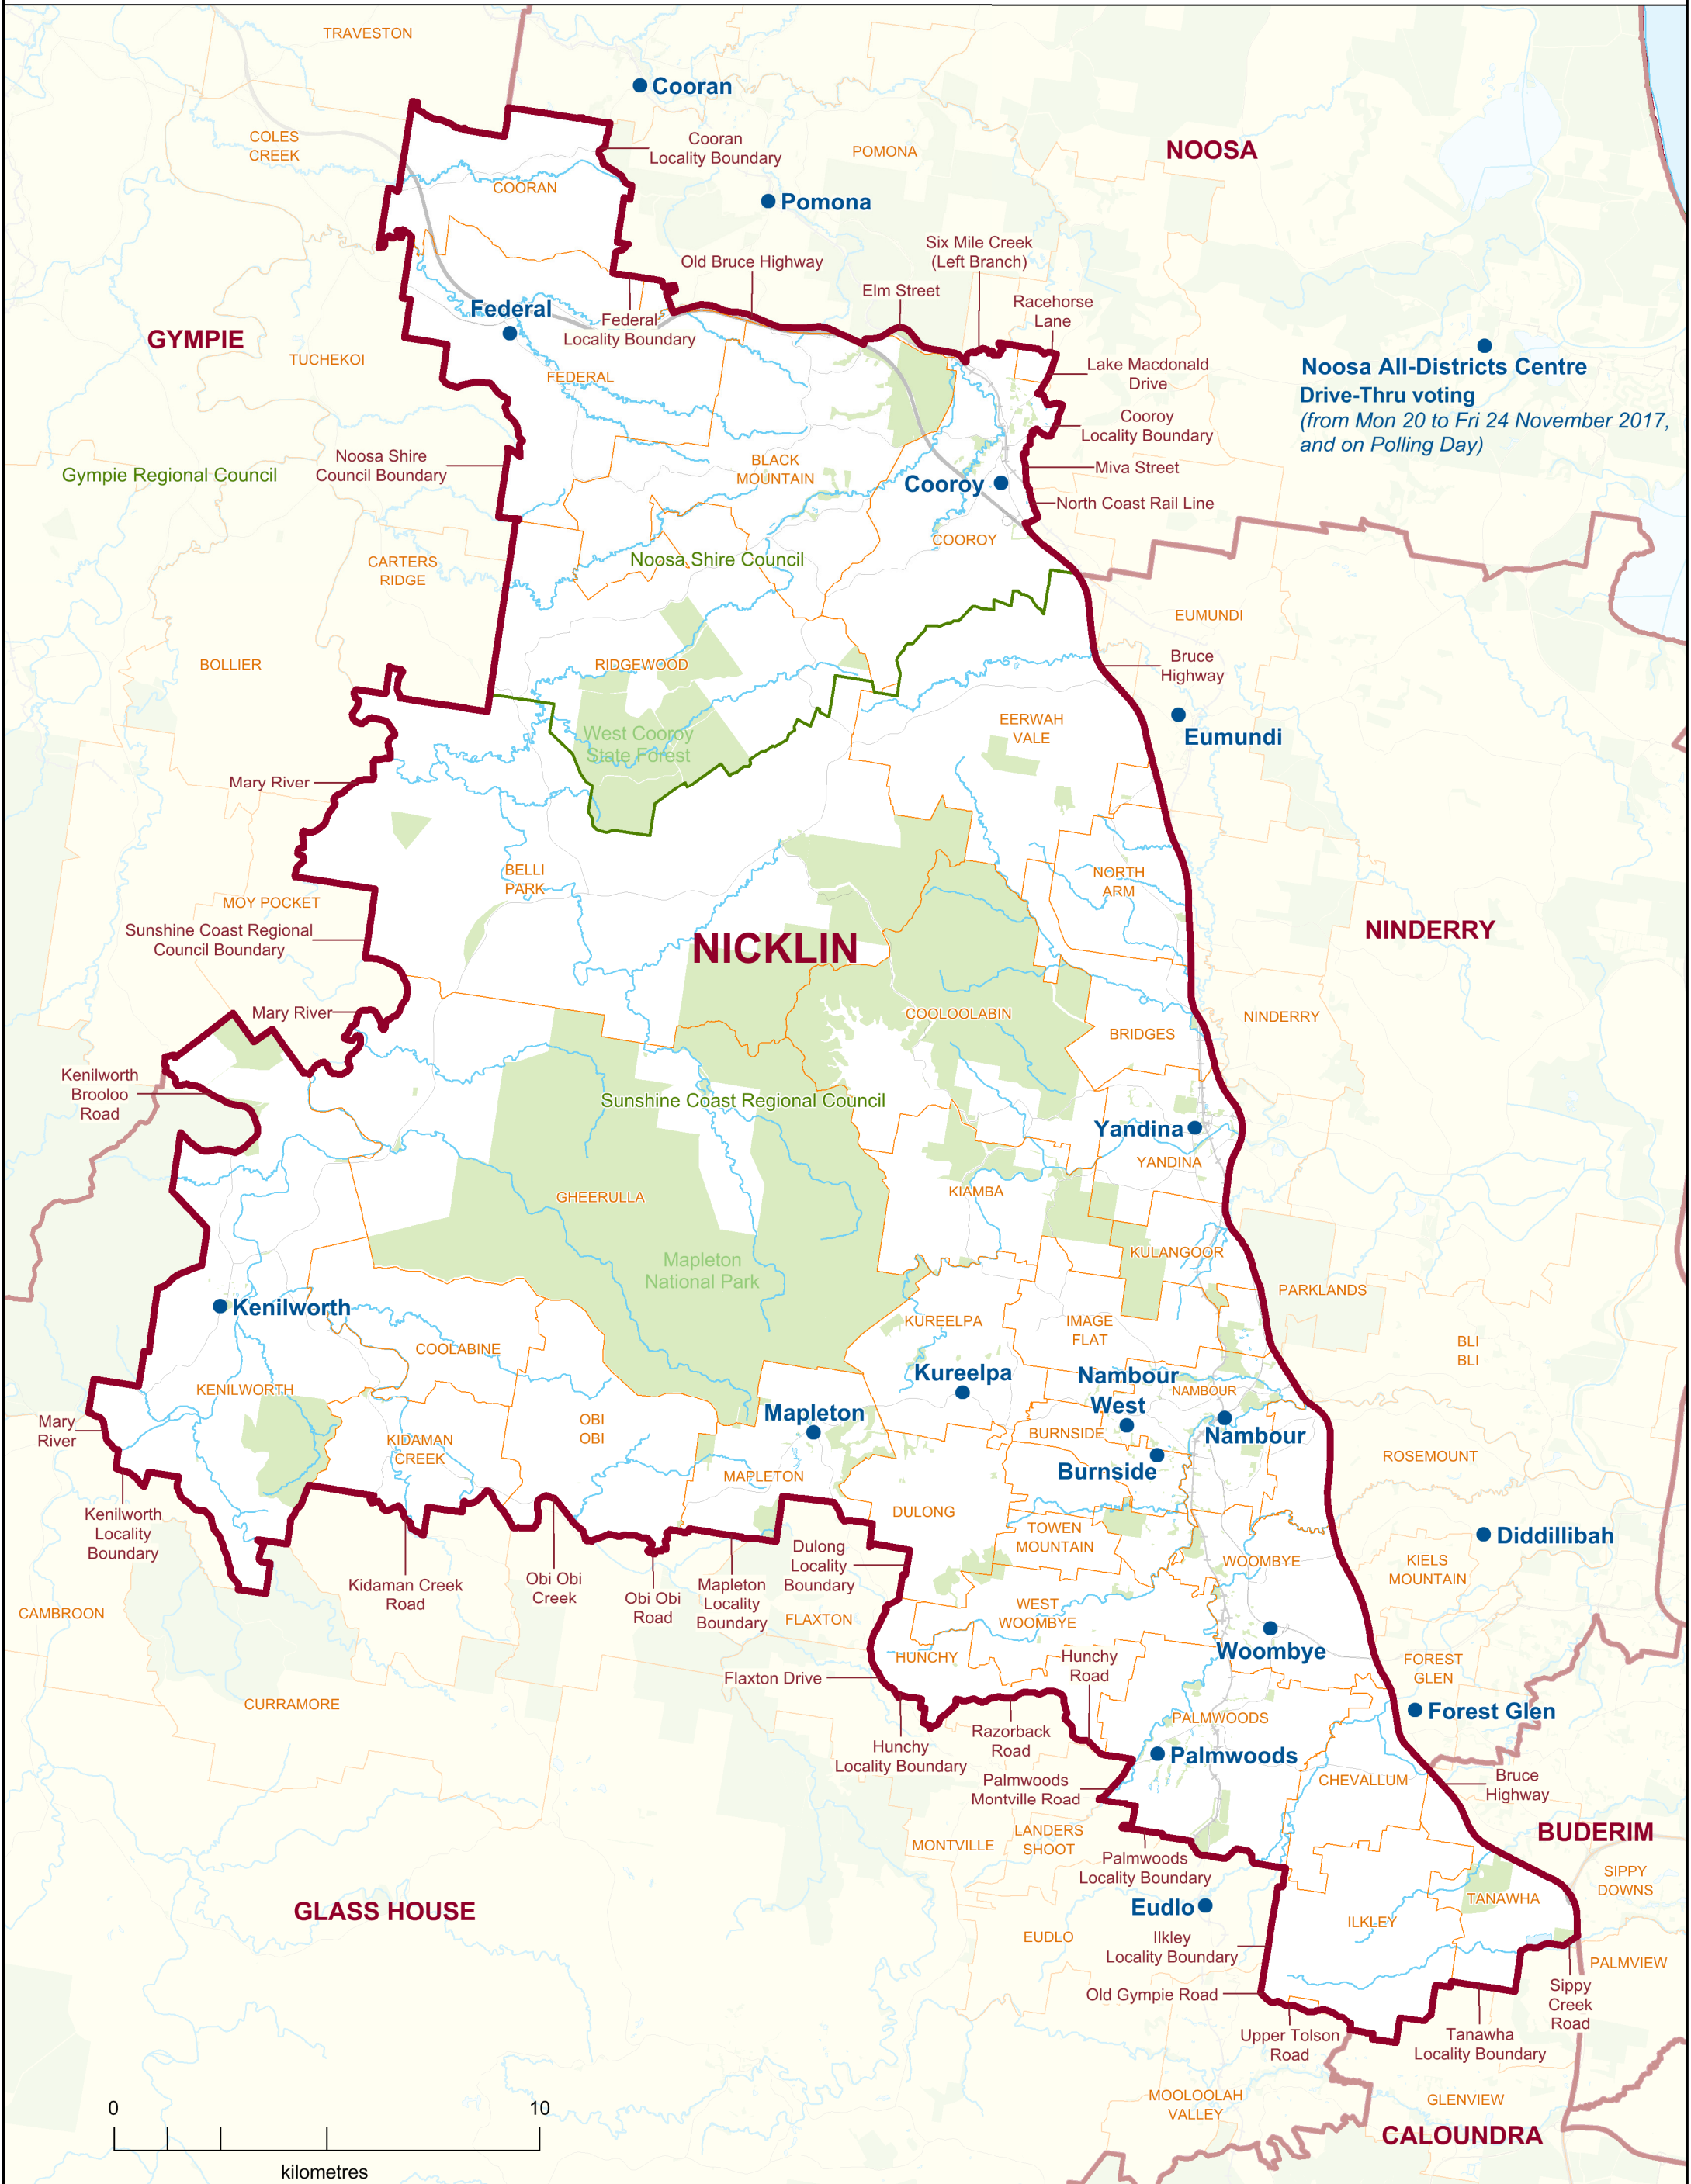 TRAVESTON
Cooran
COLES
CREEK
Cooran
Locality Boundary
POMONA
NOOSA
COORAN
Pomona
Six Mile Creek
(Left Branch)
Old Bruce Highway
Elm Street
Racehorse
Lane
Federal
Federal
Locality Boundary
GYMPIE
TUCHEKOI
FEDERAL
Lake Macdonald
Drive
Noosa All-Districts Centre
Drive-Thru voting
(from Mon 20 to Fri 24 November 2017,
and on Polling Day)
Cooroy
Locality Boundary
Noosa Shire
Council Boundary
Gympie Regional Council
BLACK
MOUNTAIN
Miva Street
Cooroy
North Coast Rail Line
COOROY
CARTERS
RIDGE
Noosa Shire Council
EUMUNDI
BOLLIER
RIDGEWOOD
Bruce
Highway
EERWAH
VALE
Eumundi
West Cooroy
State Forest
Mary River
BELLI
PARK
NORTH
ARM
MOY POCKET
Sunshine Coast Regional
Council Boundary
NICKLIN
NINDERRY
Mary River
COOLOOLABIN
NINDERRY
BRIDGES
Kenilworth
Brooloo
Road
Sunshine Coast Regional Council
Yandina
YANDINA
GHEERULLA
KIAMBA
Mapleton
National Park
KULANGOOR
PARKLANDS
Kenilworth
KUREELPA
IMAGE
FLAT
COOLABINE
BLI
BLI
KENILWORTH
Kureelpa
Nambour
West
NAMBOUR
Mary
River
OBI
OBI
Mapleton
BURNSIDE
Nambour
KIDAMAN
CREEK
MAPLETON
Burnside
ROSEMOUNT
Kenilworth
Locality
Boundary
DULONG
TOWEN
MOUNTAIN
Diddillibah
Dulong
Locality
Boundary
WOOMBYE
KIELS
MOUNTAIN
Kidaman Creek
Road
Obi Obi
Creek
Obi Obi
Road
Mapleton
Locality
Boundary
CAMBROON
FLAXTON
WEST
WOOMBYE
Woombye
HUNCHY
Hunchy
Road
Flaxton Drive
FOREST
GLEN
CURRAMORE
Forest Glen
PALMWOODS
Razorback
Road
Hunchy
Locality Boundary
Palmwoods
Palmwoods
Montville Road
CHEVALLUM
Bruce
Highway
BUDERIM
LANDERS
SHOOT
MONTVILLE
Palmwoods
Locality Boundary
SIPPY
DOWNS
TANAWHA
GLASS HOUSE
Eudlo
ILKLEY
EUDLO
Ilkley
Locality Boundary
PALMVIEW
Old Gympie Road
Sippy
Creek
Road
Upper Tolson
Road
Tanawha
Locality Boundary
MOOLOOLAH
VALLEY
GLENVIEW
CALOUNDRA
0 10
kilometres